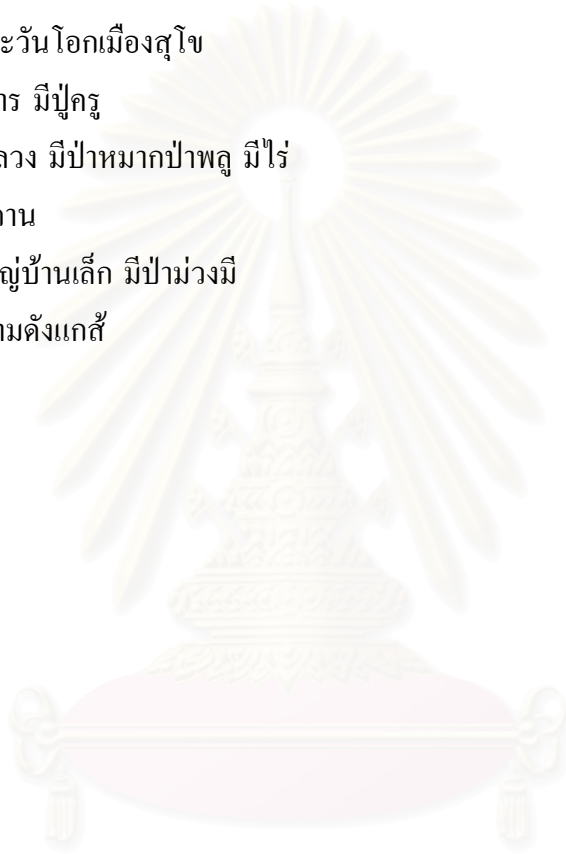 ะวันโอกเมืองสุโข
าร มีปู่ครู
ลวง มีป่าหมากป่าพลู มีไร่
ถาน
ญ่บ้านเล็ก มีป่าม่วงมี
ามดังแกล้